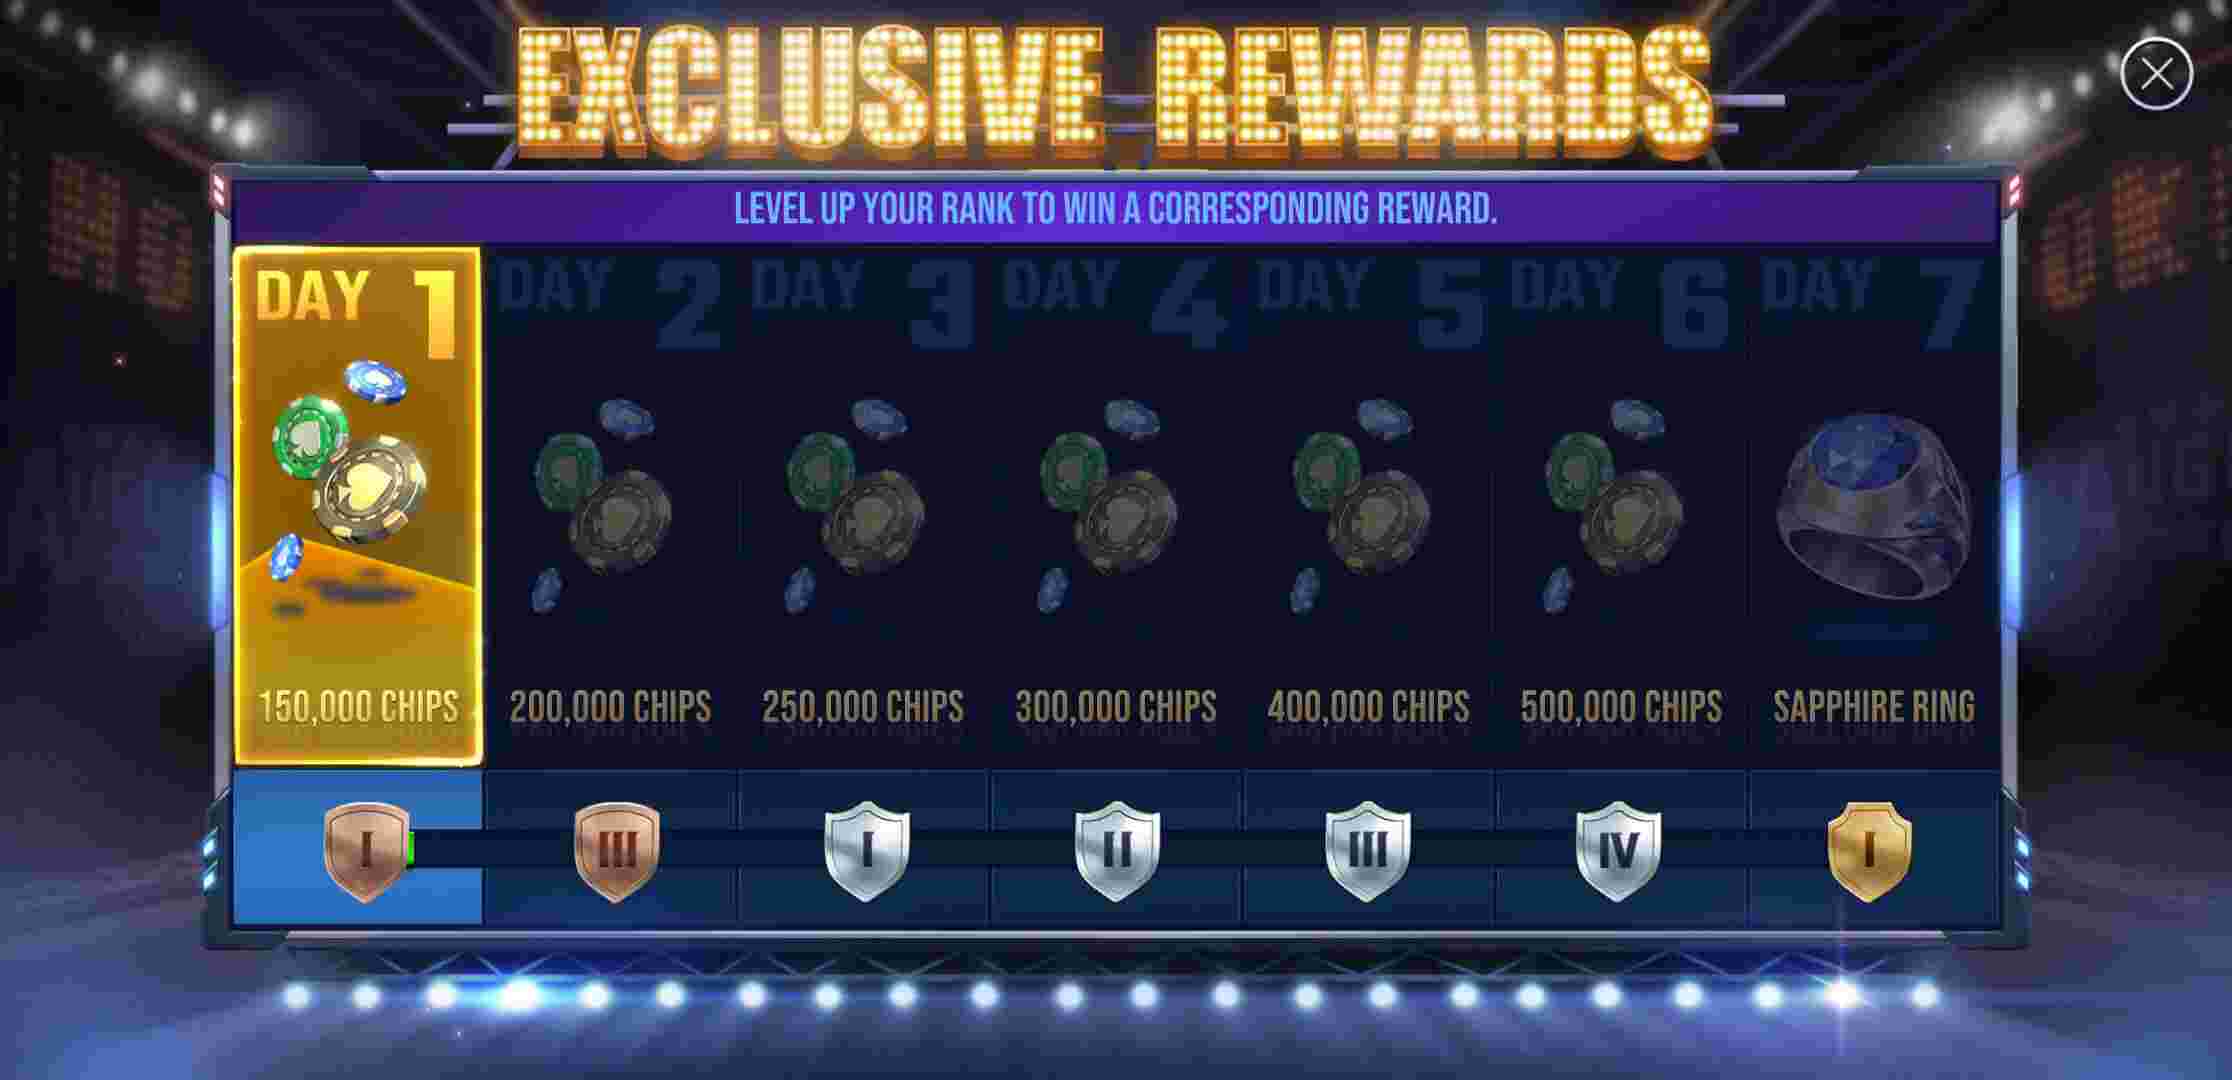 EXCLUSIVE REWARDS
LEVEL UP YOUR RANK TO WIN A CORRESPONDING REWARD.
DAY 1
DAY 2
DAY 3
DAY 4
DAY 5
DAY 6
DAY 7
150,000 CHIPS
200,000 CHIPS
250,000 CHIPS
300,000 CHIPS
400,000 CHIPS
500,000 CHIPS
SAPPHIRE RING
I
III
I
II
III
IV
I